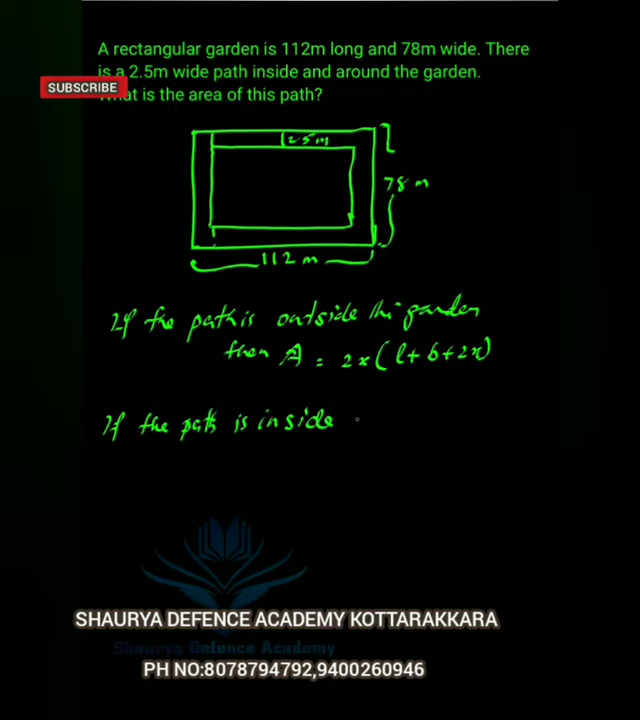 A rectangular garden is 112m long and 78m wide. There
is a 2.5m wide path inside and around the garden.
SUBSCRIBE
at is the area of this path?
2.5m
78 m
112 m
If the path is outside the garden
then A = 2x(l+b+2x)
If the path is inside
SHAURYA DEFENCE ACADEMY KOTTARAKKARA
Shaurya Defence Academy
PH NO:8078794792,9400260946